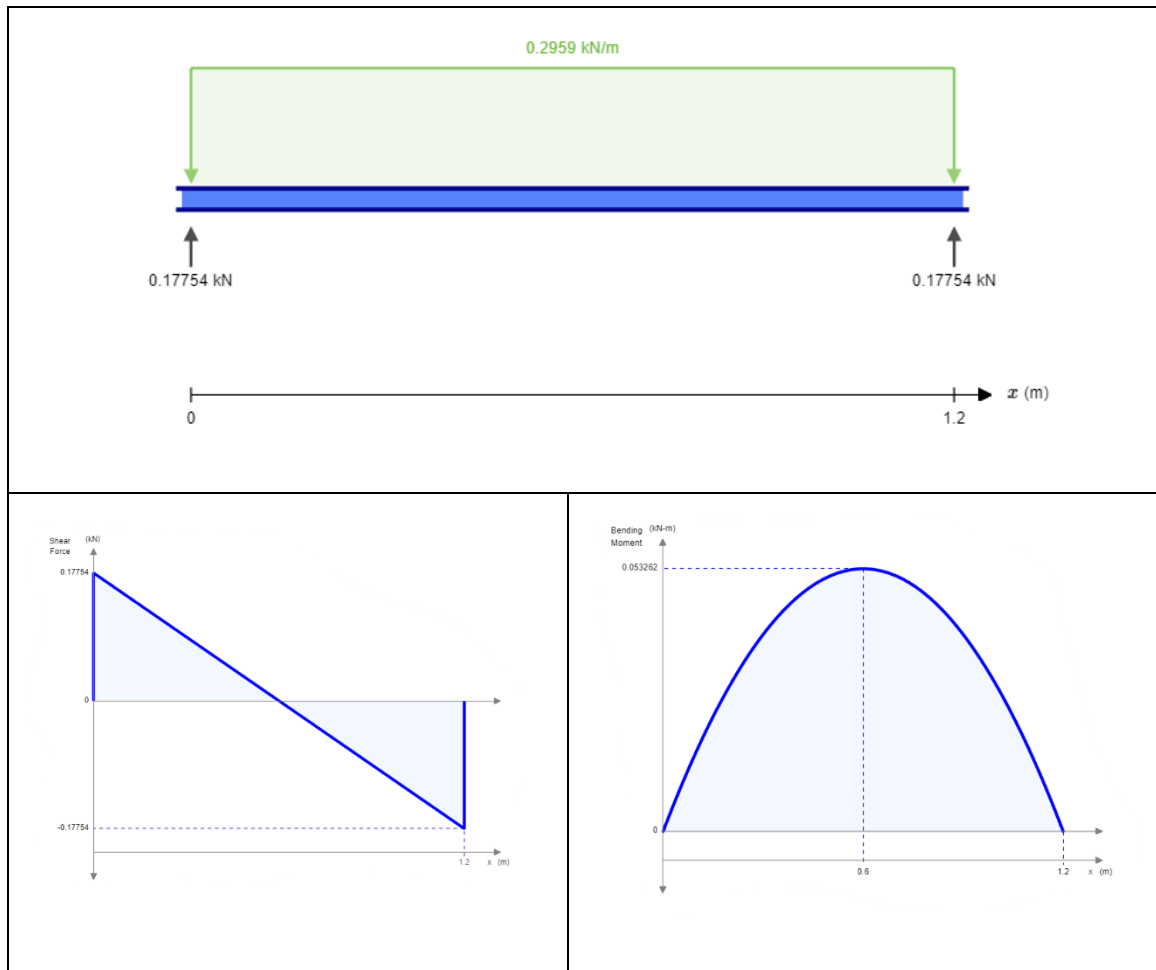 0.2959 kN/m
0.17754 kN
0.17754 kN
x (m)
0
1.2
Shear
Force
(kN)
0.17754
0
-0.17754
1.2
x (m)
Bending
Moment
(kN-m)
0.053262
0
0.6
1.2
x (m)